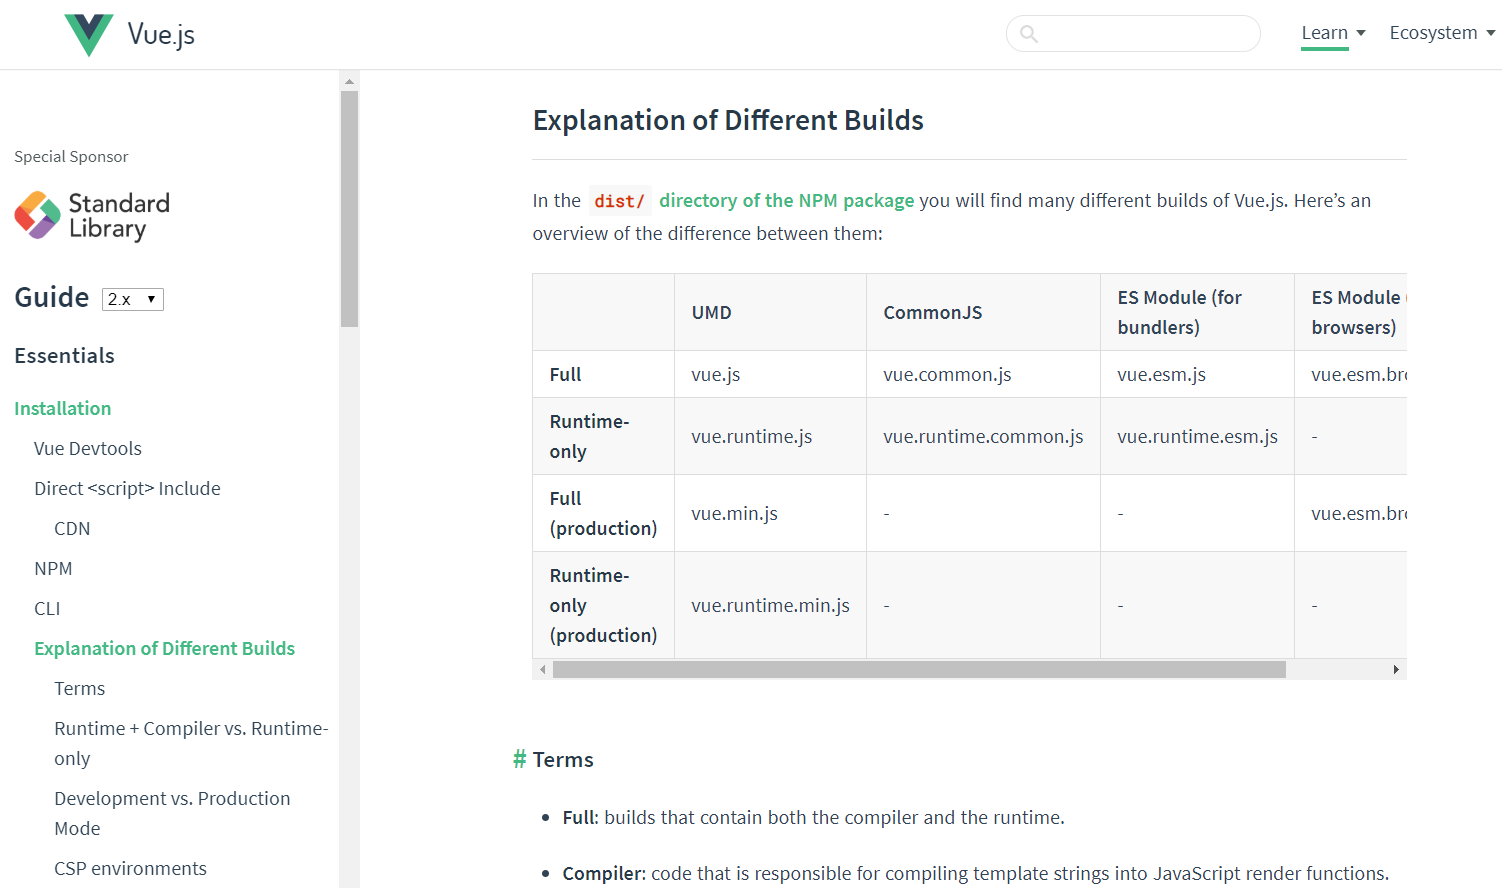 Vue.js
Learn
Ecosystem
Special Sponsor
Standard
Library
Guide 2.x
Essentials
Installation
Vue Devtools
Direct <script> Include
CDN
NPM
CLI
Explanation of Different Builds
Terms
Runtime + Compiler vs. Runtime-
only
Development vs. Production
Mode
CSP environments
Explanation of Different Builds
In the dist/ directory of the NPM package you will find many different builds of Vue.js. Here’s an
overview of the difference between them:
UMD
CommonJS
ES Module (for
bundlers)
ES Module
browsers)
Full
vue.js
vue.common.js
vue.esm.js
vue.esm.bro
Runtime-
only
vue.runtime.js
vue.runtime.common.js
vue.runtime.esm.js
-
Full
(production)
vue.min.js
-
-
vue.esm.bro
Runtime-
only
(production)
vue.runtime.min.js
-
-
-
# Terms
• Full: builds that contain both the compiler and the runtime.
• Compiler: code that is responsible for compiling template strings into JavaScript render functions.